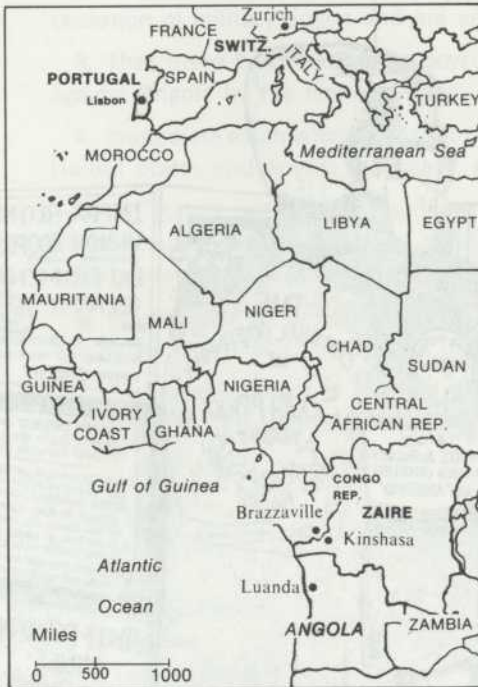 Zurich
FRANCE
SWITZ.
ITALY
PORTUGAL
SPAIN
Lisbon
TURKEY
Mediterranean Sea
MOROCCO
ALGERIA
LIBYA
EGYPT
MAURITANIA
MALI
NIGER
CHAD
SUDAN
GUINEA
NIGERIA
IVORY
COAST
GHANA
CENTRAL
AFRICAN REP.
Gulf of Guinea
CONGO
REP.
Brazzaville
ZAIRE
Kinshasa
Atlantic
Ocean
Luanda
Miles
ANGOLA
ZAMBIA
0 500 1000